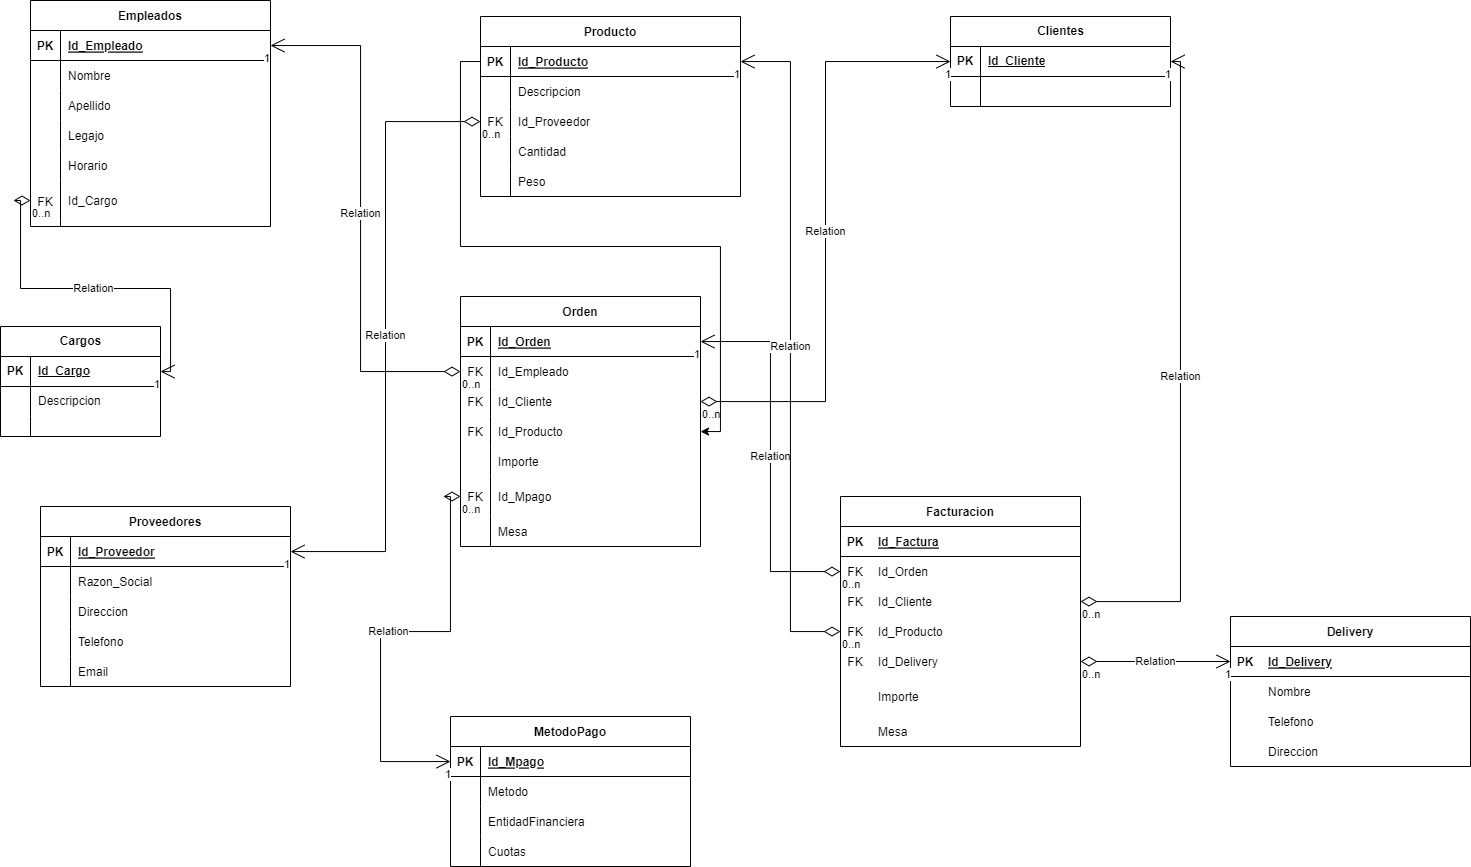 Empleados
PK Id_Empleado
1
Nombre
Apellido
Legajo
Horario
FK Id_Cargo
0..n
Relation
Cargos
PK Id_Cargo
1
Descripcion
Producto
PK Id_Producto
1
Descripcion
FK Id_Proveedor
0..n
Cantidad
Peso
Clientes
PK Id_Cliente
1
1
Relation
Relation
Relation
Relation
Relation
Relation
Orden
PK Id_Orden
1
FK Id_Empleado
0..n
FK Id_Cliente
0..n
FK Id_Producto
Importe
FK Id_Mpago
0..n
Mesa
Proveedores
PK Id_Proveedor
1
Razon_Social
Direccion
Telefono
Email
Relation
MetodoPago
PK Id_Mpago
1
Metodo
EntidadFinanciera
Cuotas
Facturacion
PK Id_Factura
FK Id_Orden
0..n
FK Id_Cliente
0..n
FK Id_Producto
0..n
FK Id_Delivery
0..n
Importe
Mesa
Relation
Delivery
PK Id_Delivery
1
Nombre
Telefono
Direccion